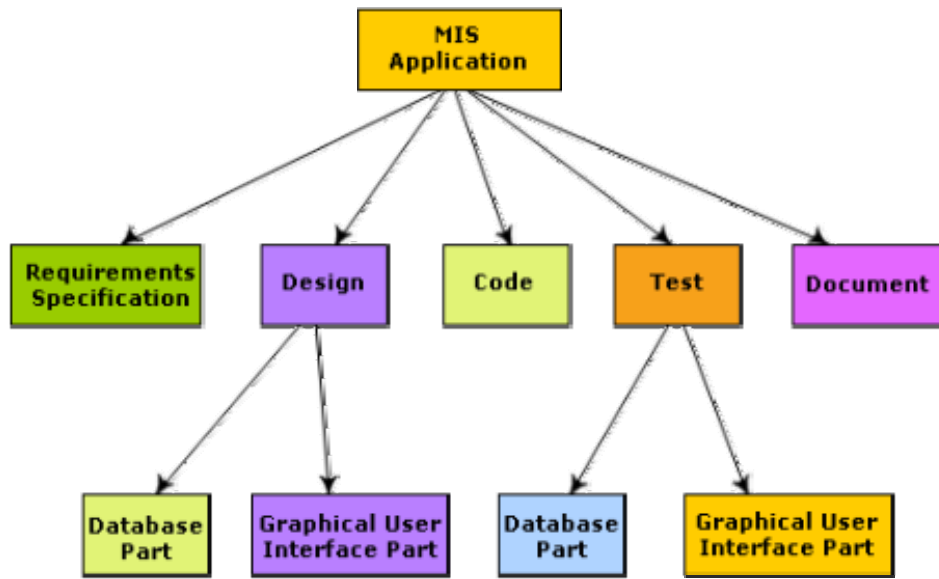 MIS
Application
Requirements
Specification
Design
Code
Test
Document
Database
Part
Graphical User
Interface Part
Database
Part
Graphical User
Interface Part